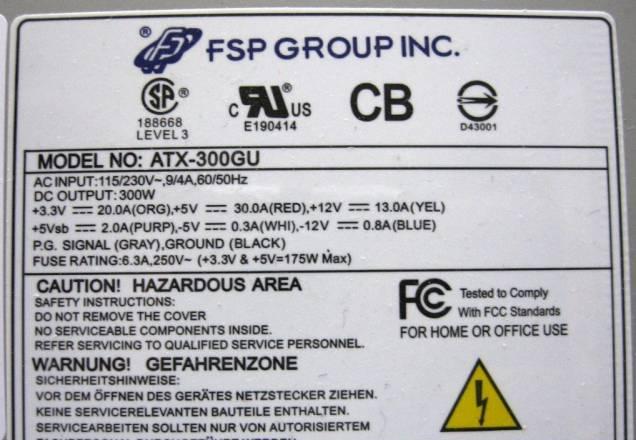 ® FSP GROUP INC.
SP ®
188668
LEVEL 3
C RU ® US
E190414
CB
D43001
MODEL NO: ATX-300GU
AC INPUT:115/230V~,9/4A,60/50Hz
DC OUTPUT: 300W
+3.3V ⎓ 20.0A(ORG),+5V ⎓ 30.0A(RED),+12V ⎓ 13.0A(YEL)
+5Vsb ⎓ 2.0A(PURP),-5V ⎓ 0.3A(WHI),-12V ⎓ 0.8A(BLUE)
P.G. SIGNAL (GRAY),GROUND (BLACK)
FUSE RATING:6.3A,250V~ (+3.3V & +5V=175W Max)
CAUTION! HAZARDOUS AREA
SAFETY INSTRUCTIONS:
DO NOT REMOVE THE COVER
NO SERVICEABLE COMPONENTS INSIDE.
REFER SERVICING TO QUALIFIED SERVICE PERSONNEL.
FC Tested to Comply
With FCC Standards
FOR HOME OR OFFICE USE
WARNUNG! GEFAHRENZONE
SICHERHEITSHINWEISE:
VOR DEM ÖFFNEN DES GERÄTES NETZSTECKER ZIEHEN.
KEINE SERVICERELEVANTEN BAUTEILE ENTHALTEN.
SERVICEARBEITEN SOLLTEN NUR VON AUTORISIERTEM